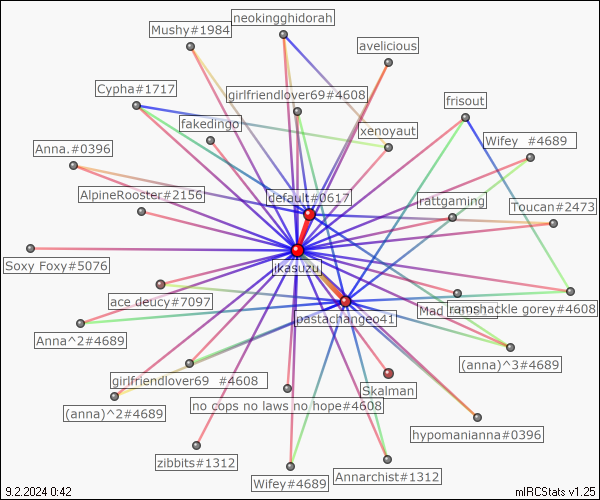 neokingghidorah
Mushy#1984
avelicious
Cypha#1717
girlfriendlover69#4608
frisout
fakedingo
xenoyaut
Wifey #4689
Anna.#0396
AlpineRooster#2156
default#0617
rattgaming
Toucan#2473
Soxy Foxy#5076
jkasuzu
ace.deucy#7097
Mad
ramshackle gorey#4608
pastachangeo41
Anna^2#4689
(anna)^3#4689
girlfriendlover69 #4608
Skalman
(anna)^2#4689
no cops no laws no hope#4608
hypomanianna#0396
zibbits#1312
Wifey#4689
Annarchist#1312
9.2.2024 0:42
mIRCStats v1.25